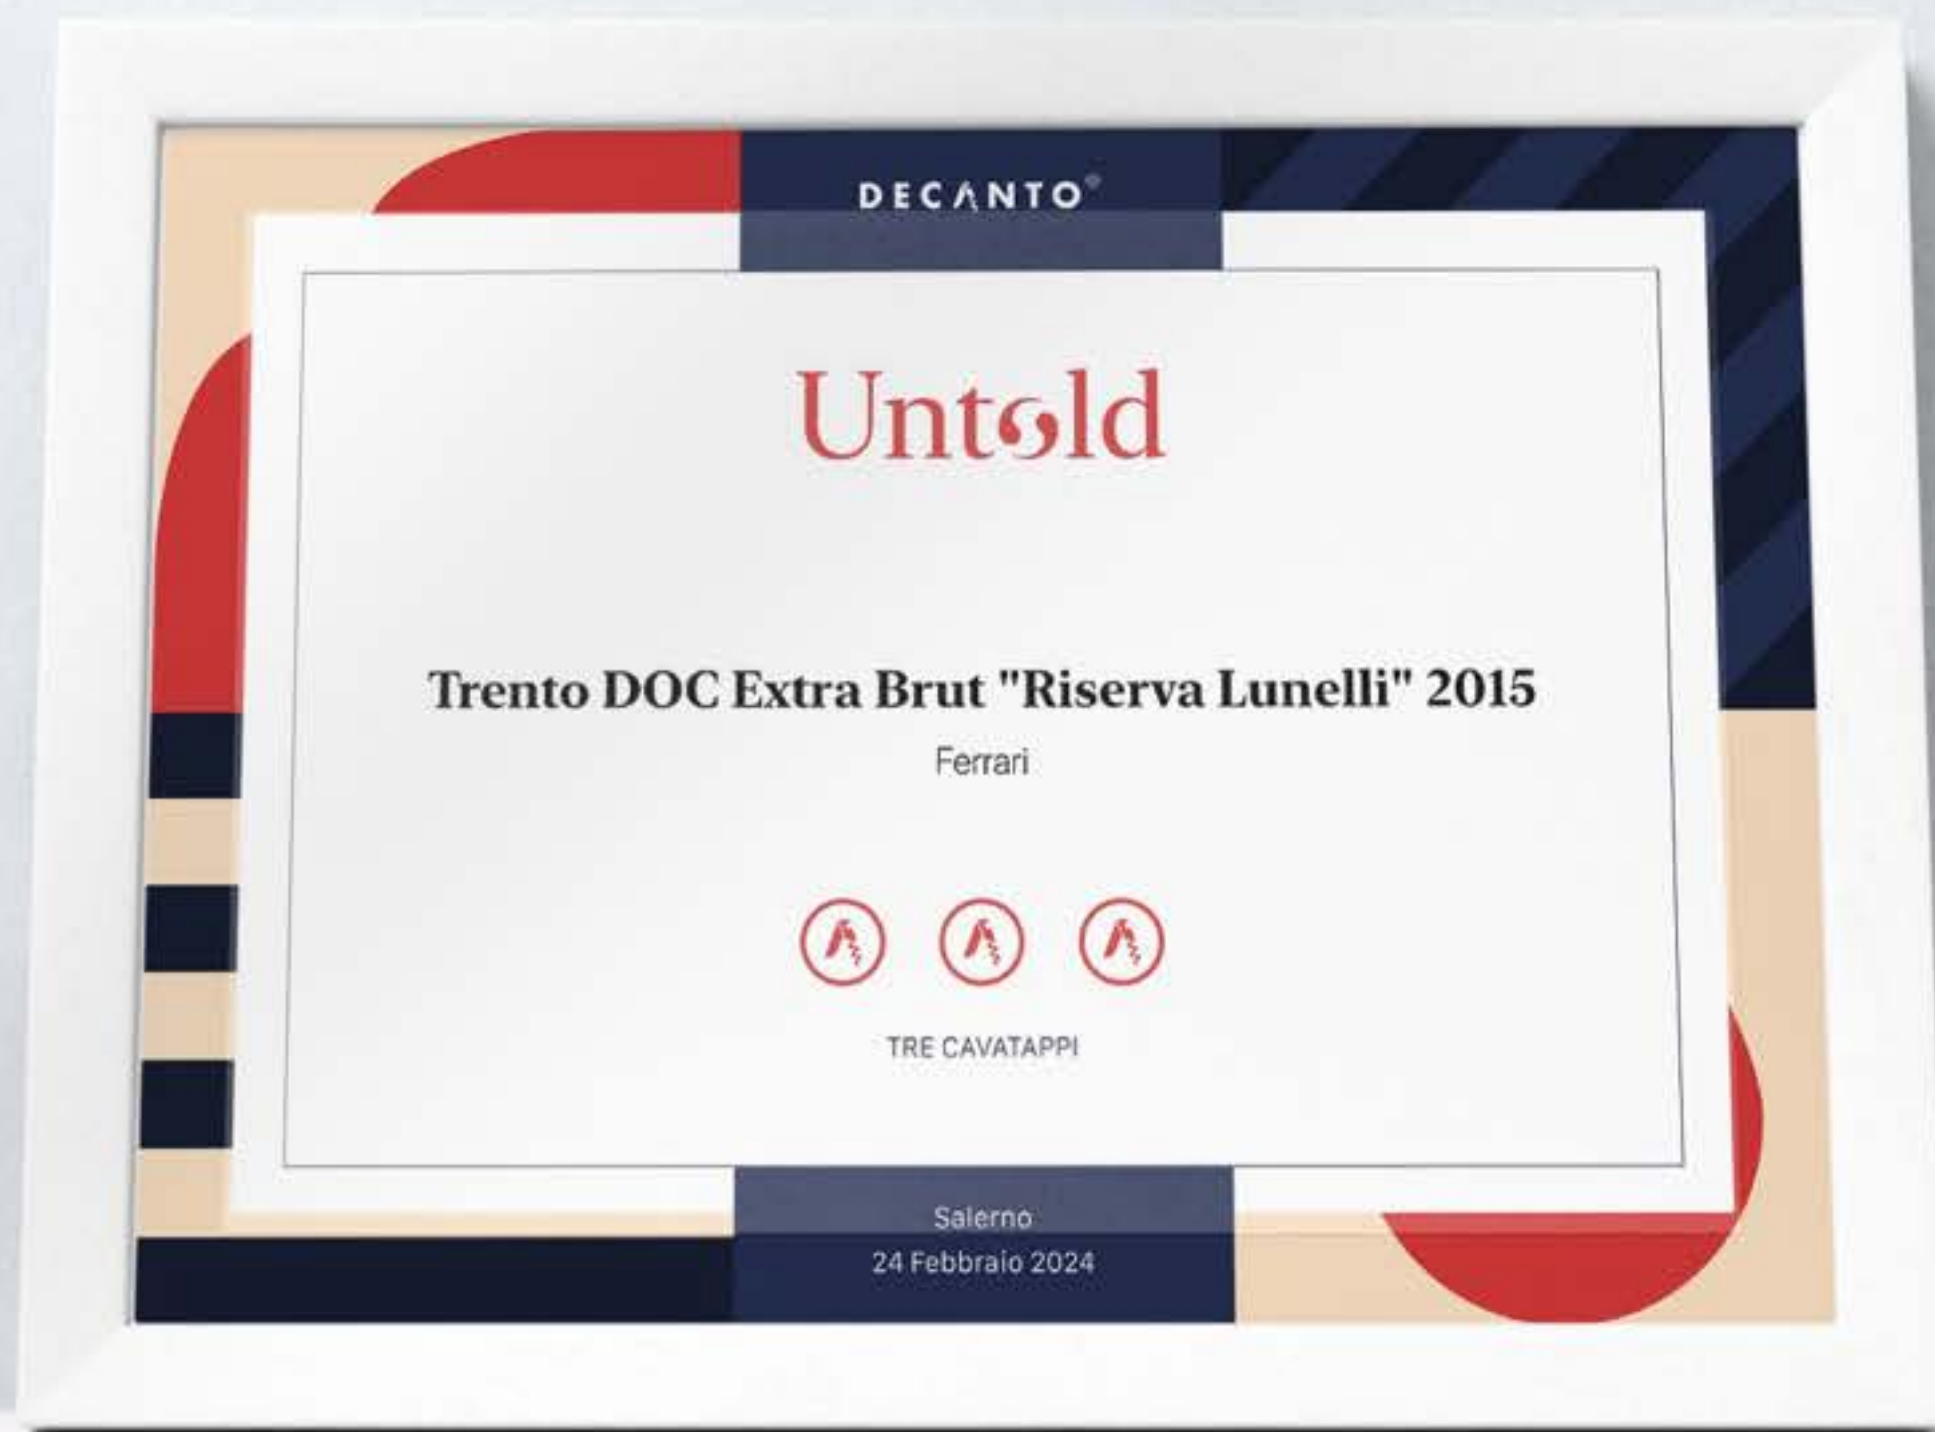 DECANTO®
Untold
Trento DOC Extra Brut "Riserva Lunelli" 2015
Ferrari
TRE CAVATAPPI
Salerno
24 Febbraio 2024